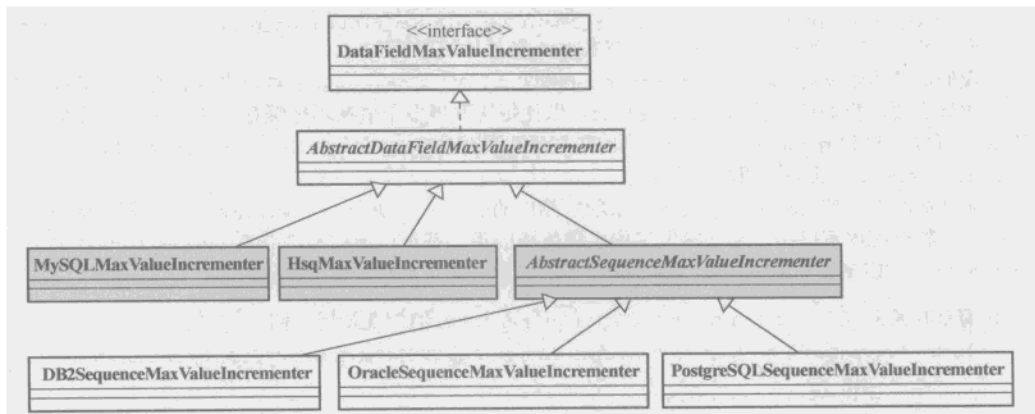 <<interface>>
DataFieldMaxValueIncrementer
AbstractDataFieldMaxValueIncrementer
MySQLMaxValueIncrementer
HsqMaxValueIncrementer
AbstractSequenceMaxValueIncrementer
DB2SequenceMaxValueIncrementer
OracleSequenceMaxValueIncrementer
PostgreSQLSequenceMaxValueIncrementer